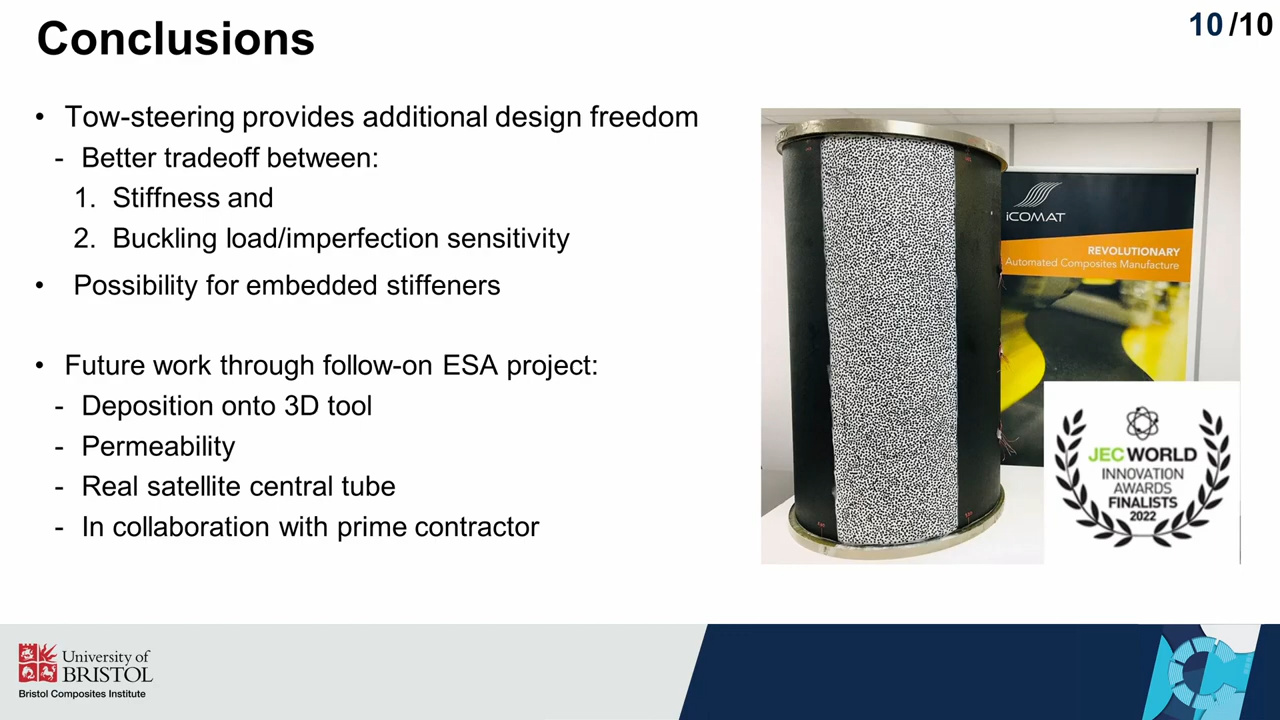 Conclusions
10/10
• Tow-steering provides additional design freedom
- Better tradeoff between:
1. Stiffness and
2. Buckling load/imperfection sensitivity
• Possibility for embedded stiffeners
• Future work through follow-on ESA project:
- Deposition onto 3D tool
- Permeability
- Real satellite central tube
- In collaboration with prime contractor
iCOMAT
REVOLUTIONARY
Automated Composites Manufacture
JEC WORLD
INNOVATION
AWARDS
FINALISTS
2022
University of
BRISTOL
Bristol Composites Institute